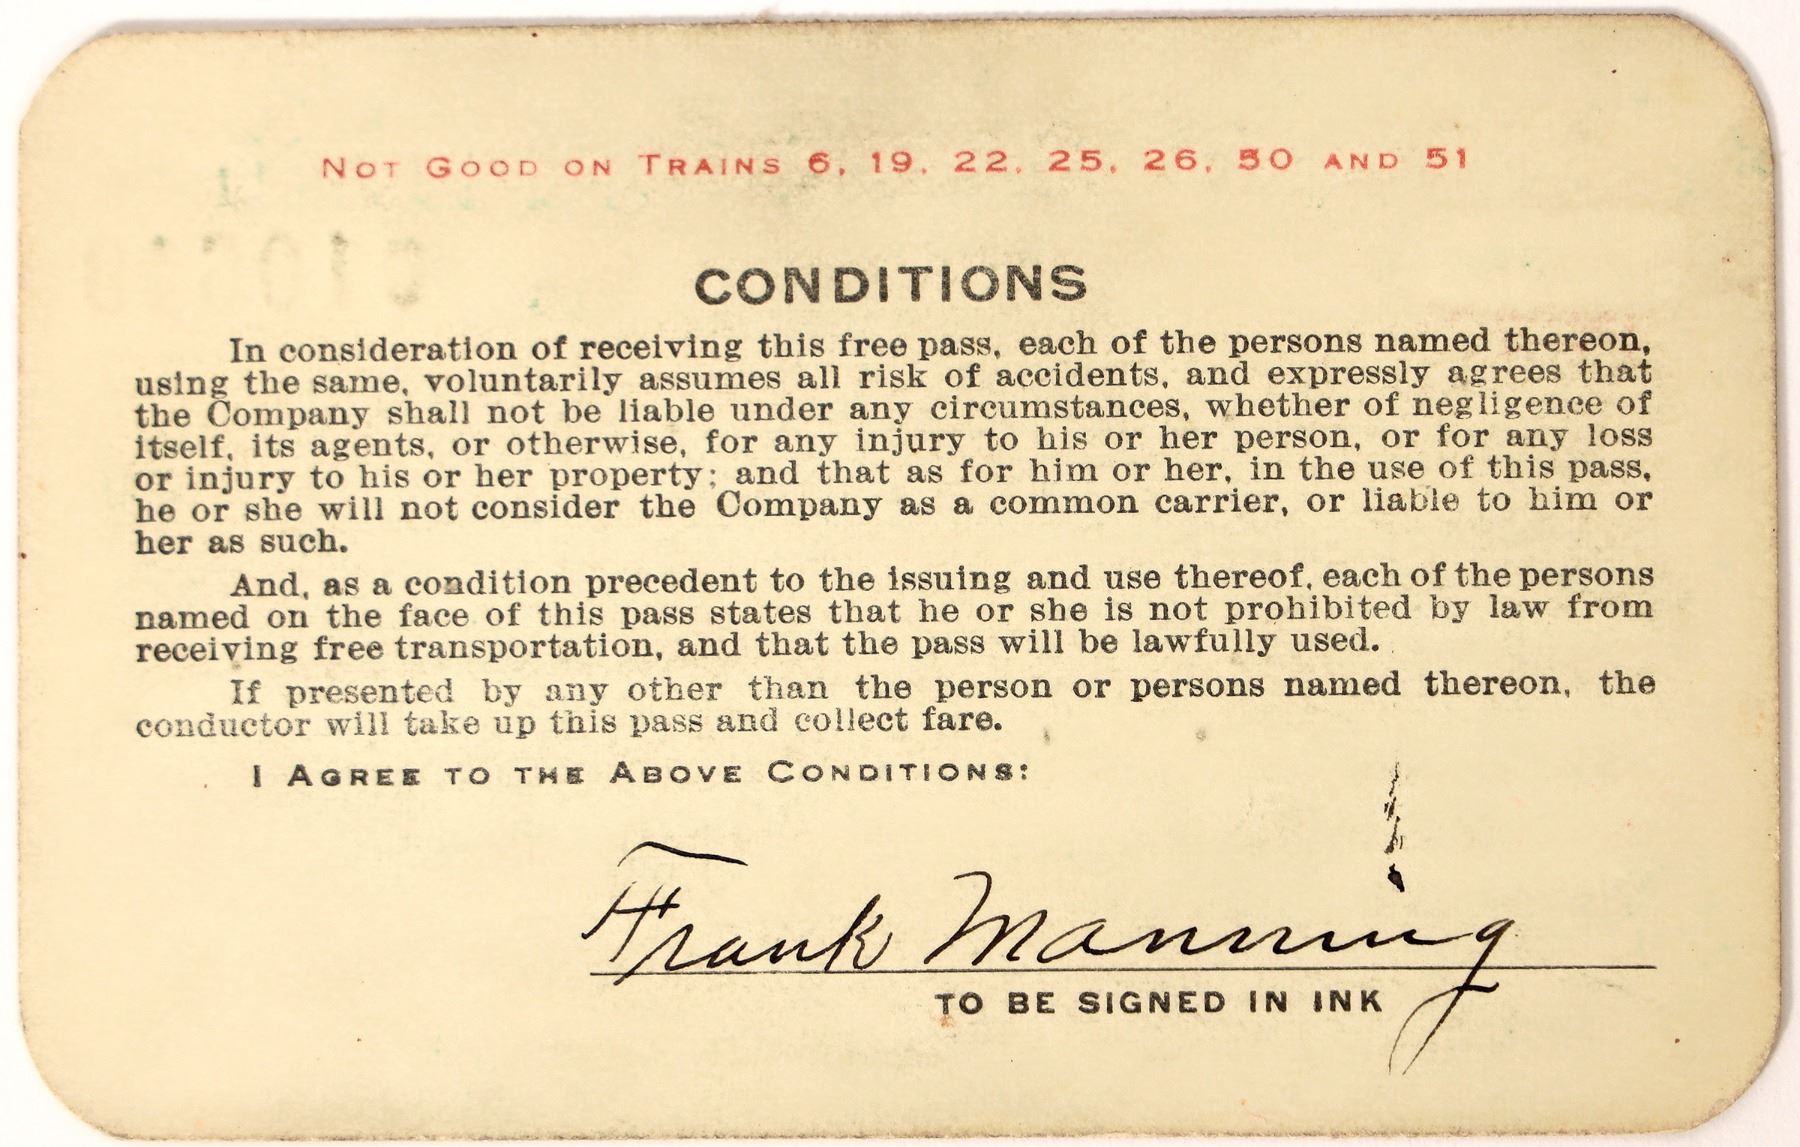 NOT GOOD ON TRAINS 6, 19, 22, 25, 26, 50 AND 51
CONDITIONS
In consideration of receiving this free pass, each of the persons named thereon,
using the same, voluntarily assumes all risk of accidents, and expressly agrees that
the Company shall not be liable under any circumstances, whether of negligence of
itself, its agents, or otherwise, for any injury to his or her person, or for any loss
or injury to his or her property; and that as for him or her, in the use of this pass,
he or she will not consider the Company as a common carrier, or liable to him or
her as such.
And, as a condition precedent to the issuing and use thereof, each of the persons
named on the face of this pass states that he or she is not prohibited by law from
receiving free transportation, and that the pass will be lawfully used.
If presented by any other than the person or persons named thereon, the
conductor will take up this pass and collect fare.
I AGREE TO THE ABOVE CONDITIONS:
Frank Manning
TO BE SIGNED IN INK